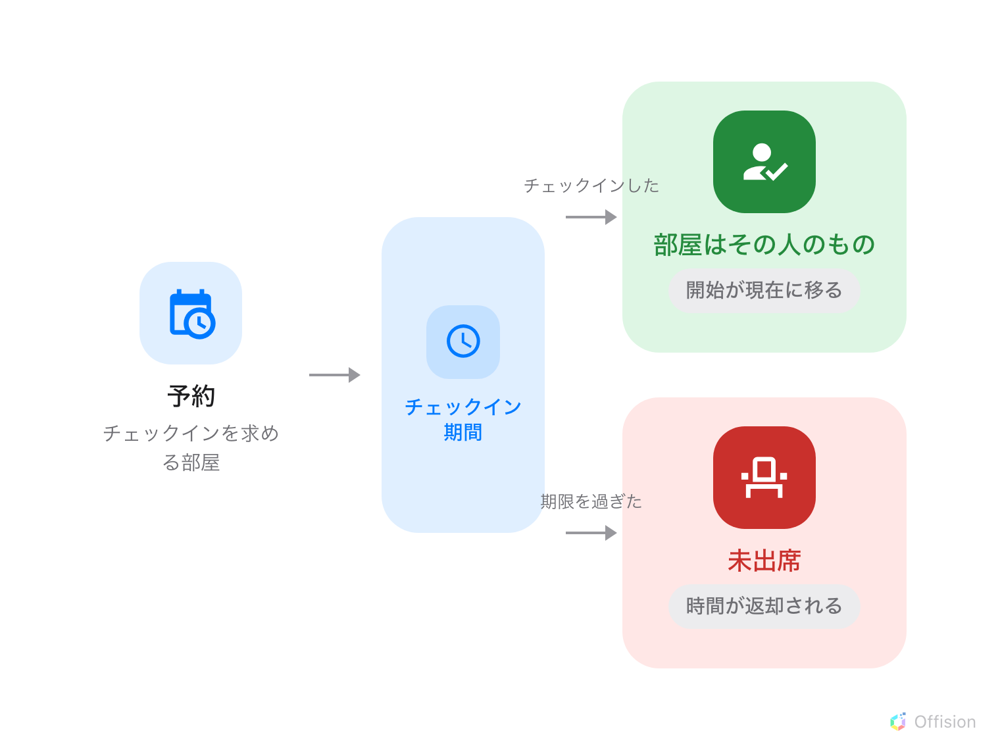 予約
チェックインを求め
る部屋
チェックイン
期間
チェックインした
部屋はその人のもの
開始が現在に移る
期限を過ぎた
未出席
時間が返却される
Offision